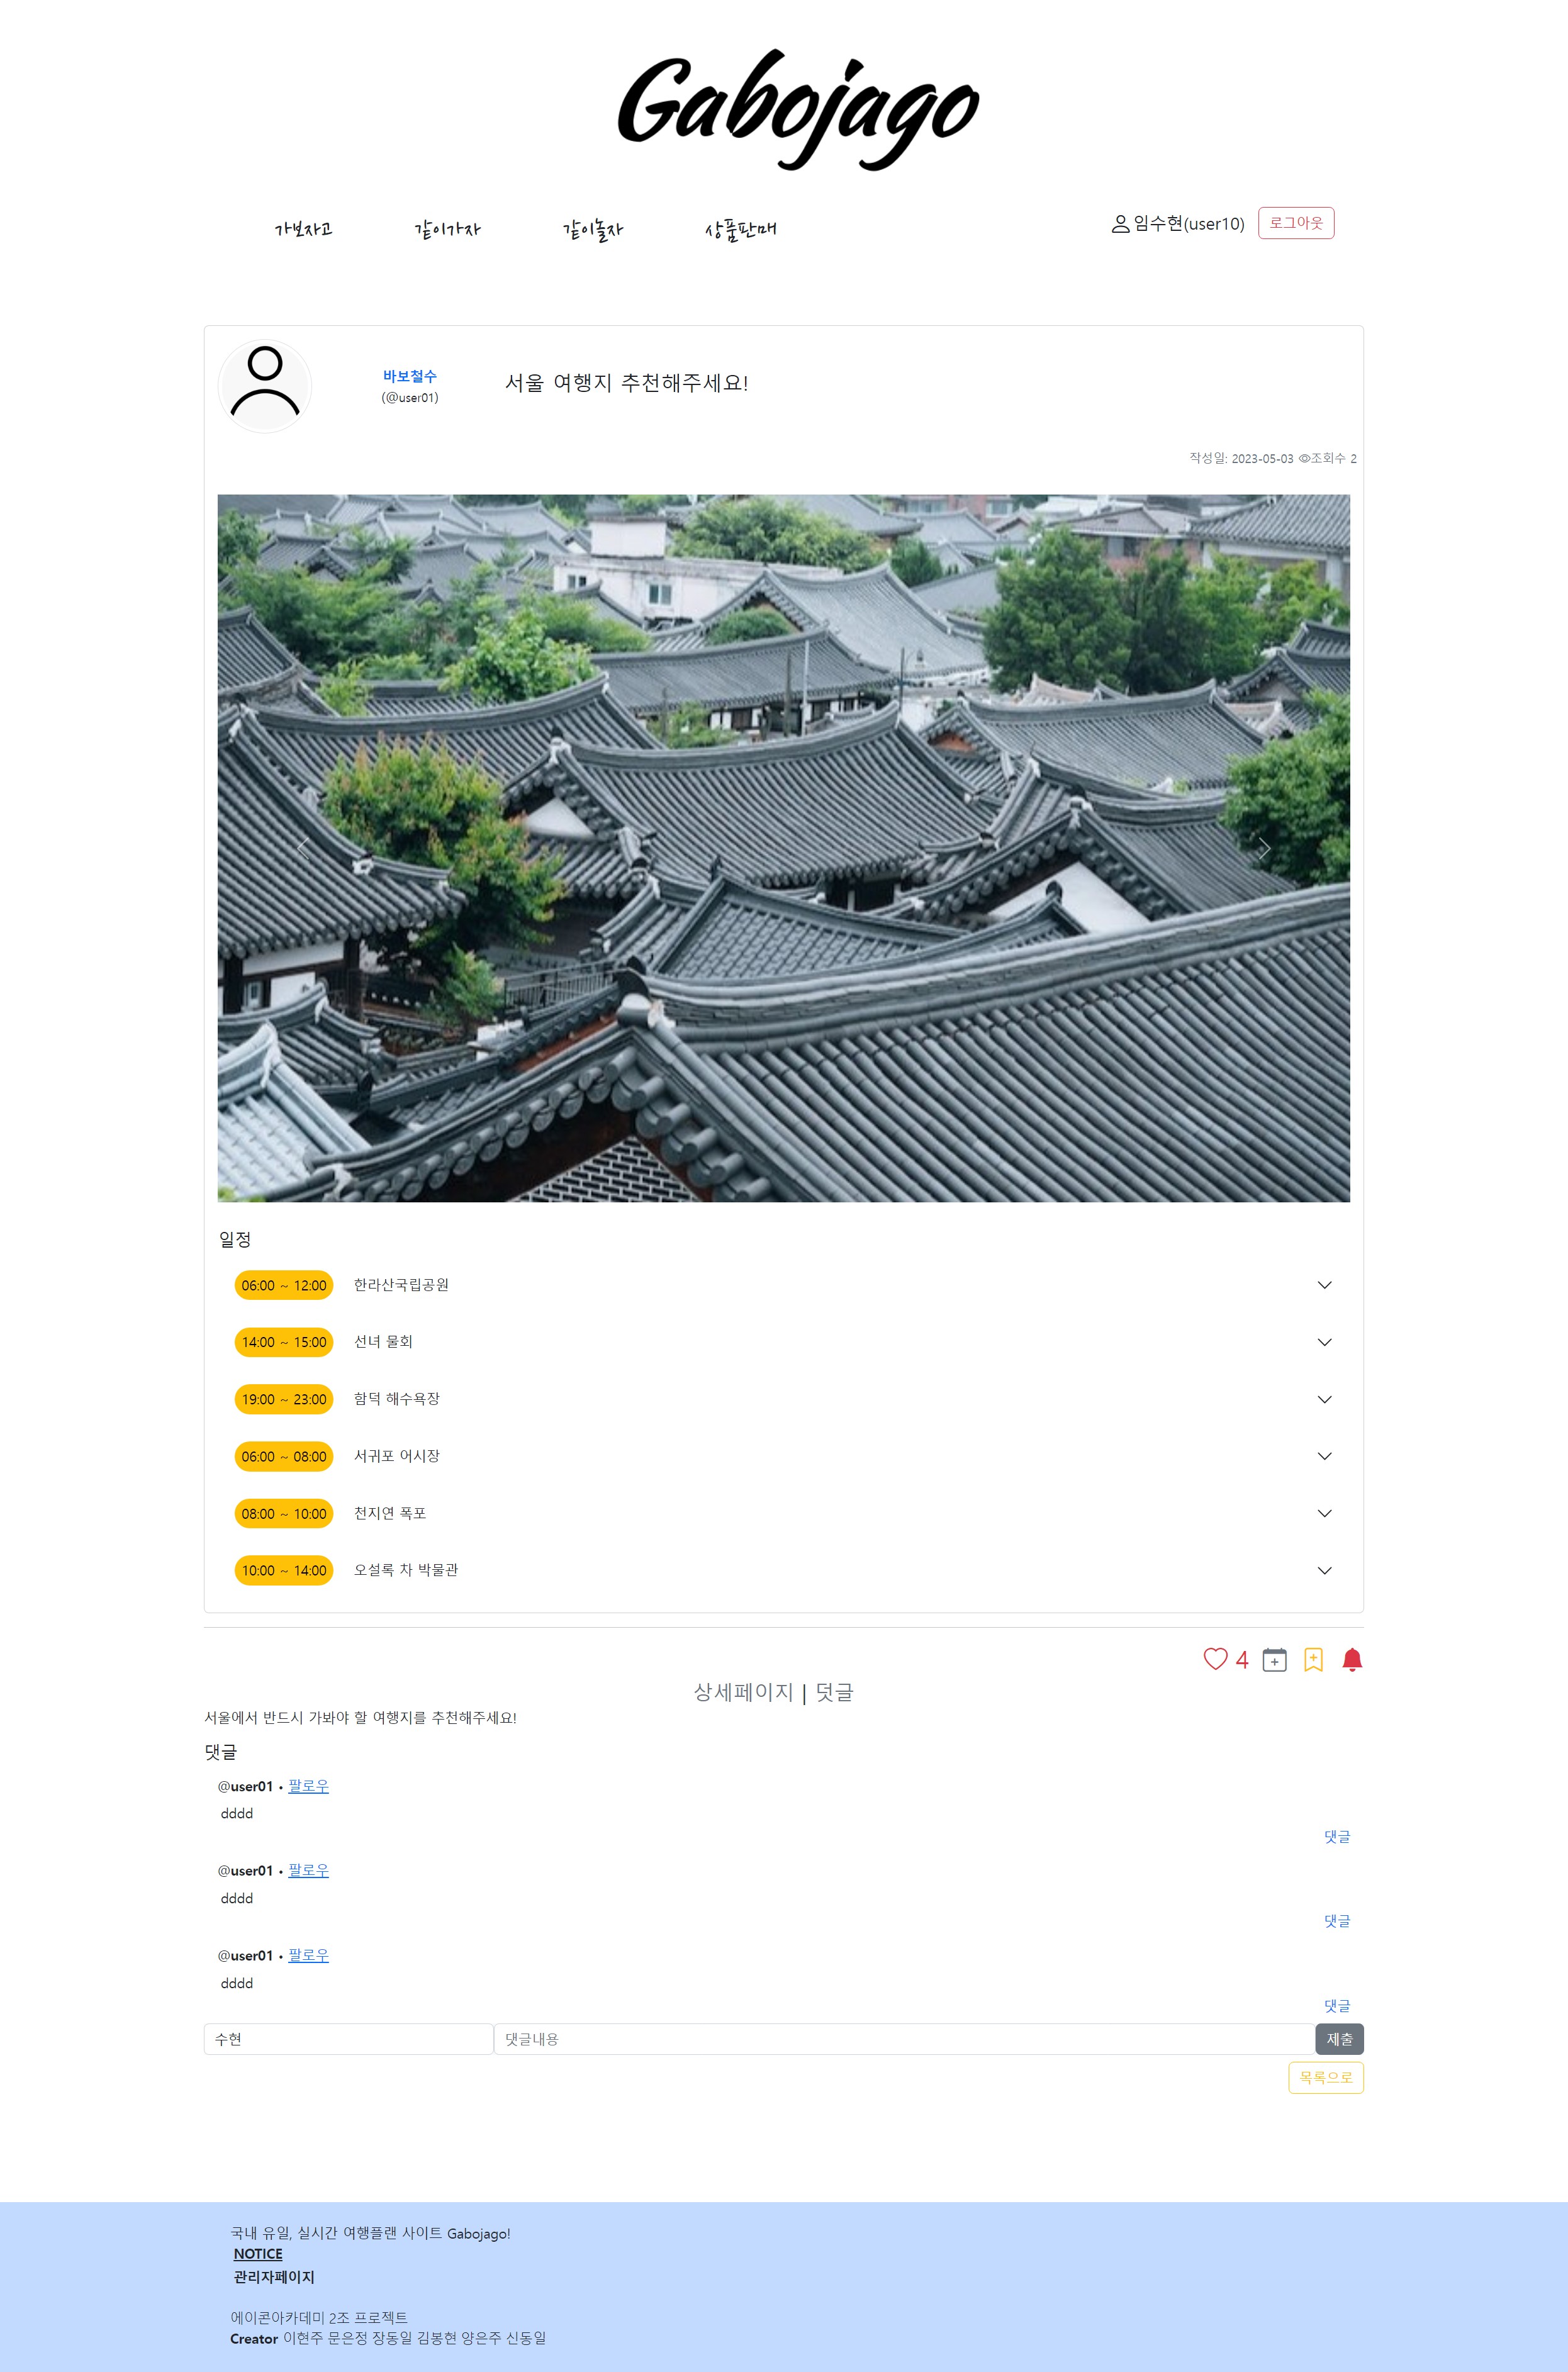 Gabojago
가보자고 같이가자 같이놀자 상품판매
임수현(user10) 로그아웃
바보철수
(@user01)
서울 여행지 추천해주세요!
작성일: 2023-05-03 조회수 2
일정
06:00 ~ 12:00 한라산국립공원
14:00 ~ 15:00 선녀 물회
19:00 ~ 23:00 함덕 해수욕장
06:00 ~ 08:00 서귀포 어시장
08:00 ~ 10:00 천지연 폭포
10:00 ~ 14:00 오설록 차 박물관
4
상세페이지 | 덧글
서울에서 반드시 가봐야 할 여행지를 추천해주세요!
댓글
@user01 • 팔로우
dddd
댓글
@user01 • 팔로우
dddd
댓글
@user01 • 팔로우
dddd
댓글
수현 댓글내용 제출
목록으로
국내 유일, 실시간 여행플랜 사이트 Gabojago!
NOTICE
관리자페이지
에이콘아카데미 2조 프로젝트
Creator 이현주 문은정 장동일 김봉현 양은주 신동일